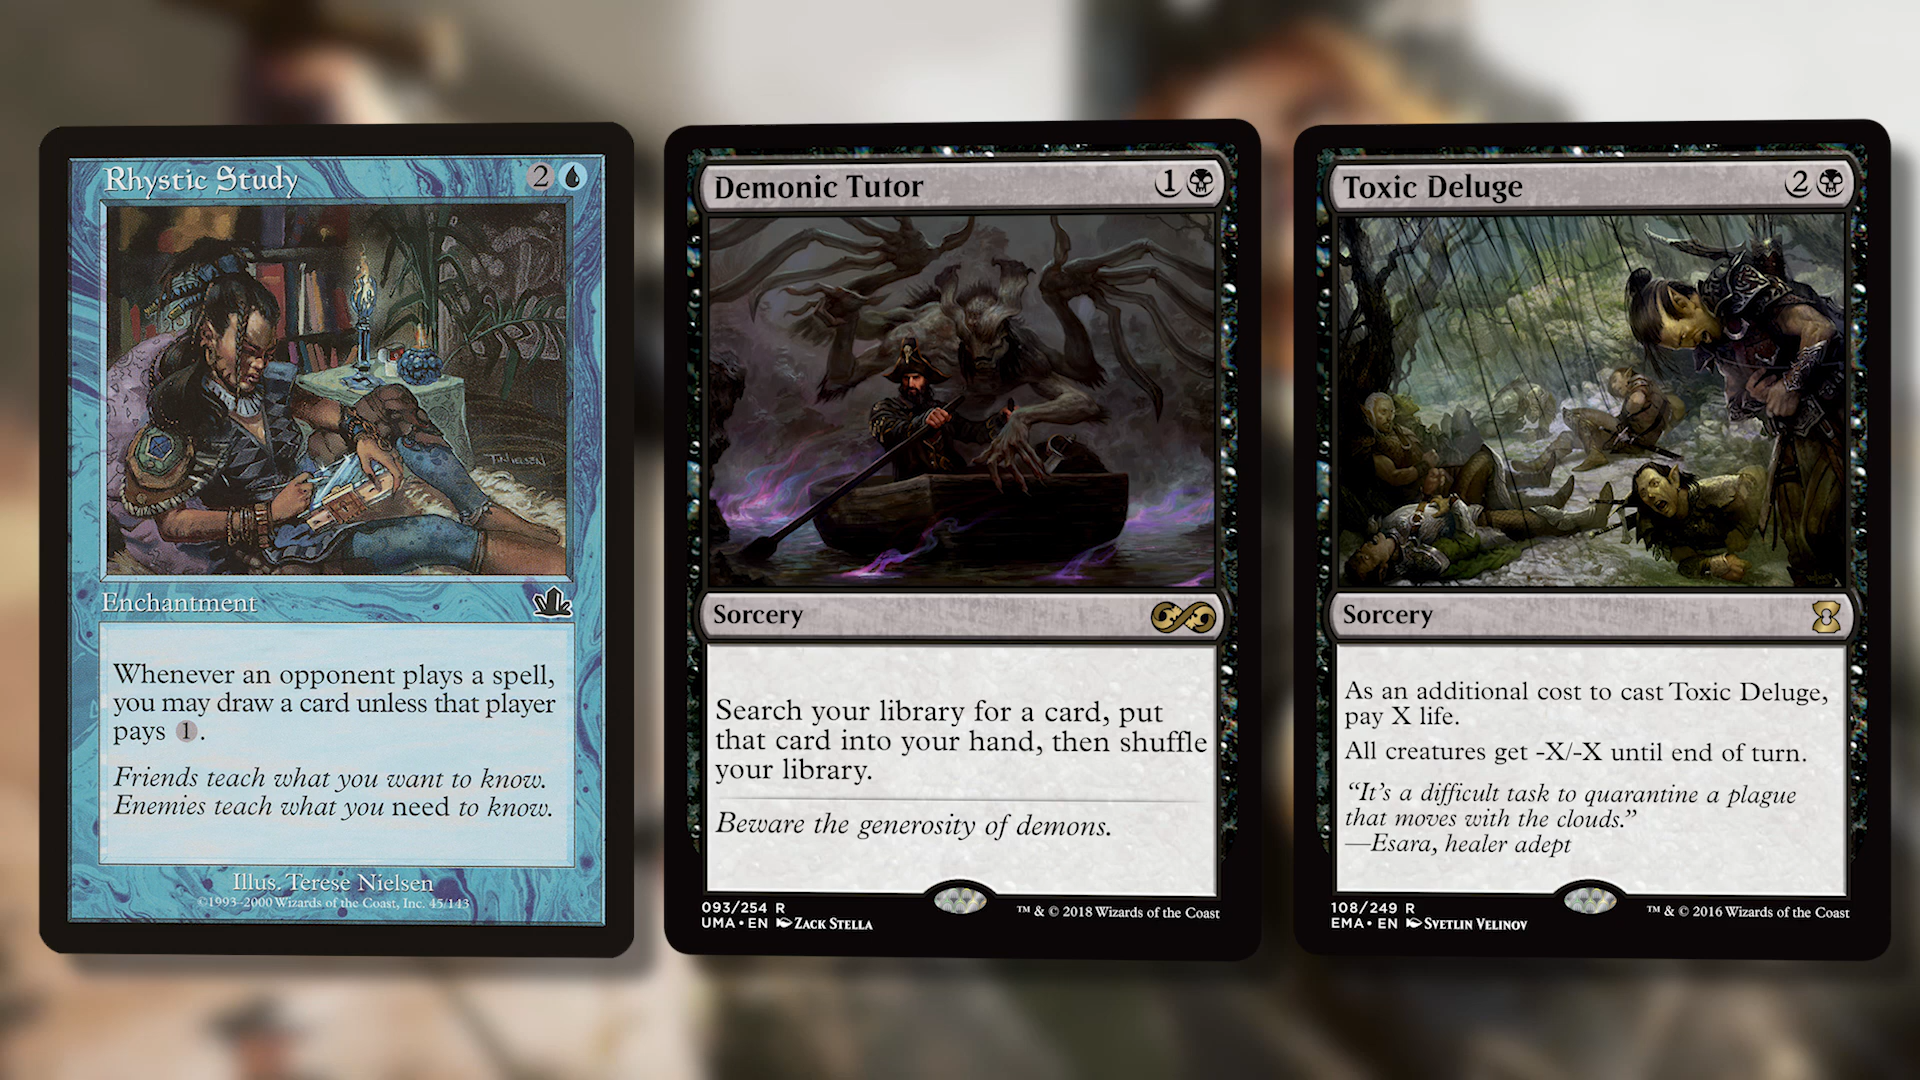 Rhystic Study 2
T. NIELSEN
Enchantment
Whenever an opponent plays a spell,
you may draw a card unless that player
pays 1.
Friends teach what you want to know.
Enemies teach what you need to know.
Illus. Terese Nielsen
©1993–2000 Wizards of the Coast, Inc. 45/143
Demonic Tutor 1
Sorcery
Search your library for a card, put
that card into your hand, then shuffle
your library.
Beware the generosity of demons.
093/254 R
UMA • EN ZACK STELLA
™ & © 2018 Wizards of the Coast
Toxic Deluge 2
Sorcery
As an additional cost to cast Toxic Deluge,
pay X life.
All creatures get -X/-X until end of turn.
“It’s a difficult task to quarantine a plague
that moves with the clouds.”
—Esara, healer adept
108/249 R
EMA • EN SVETLIN VELINOV
™ & © 2016 Wizards of the Coast